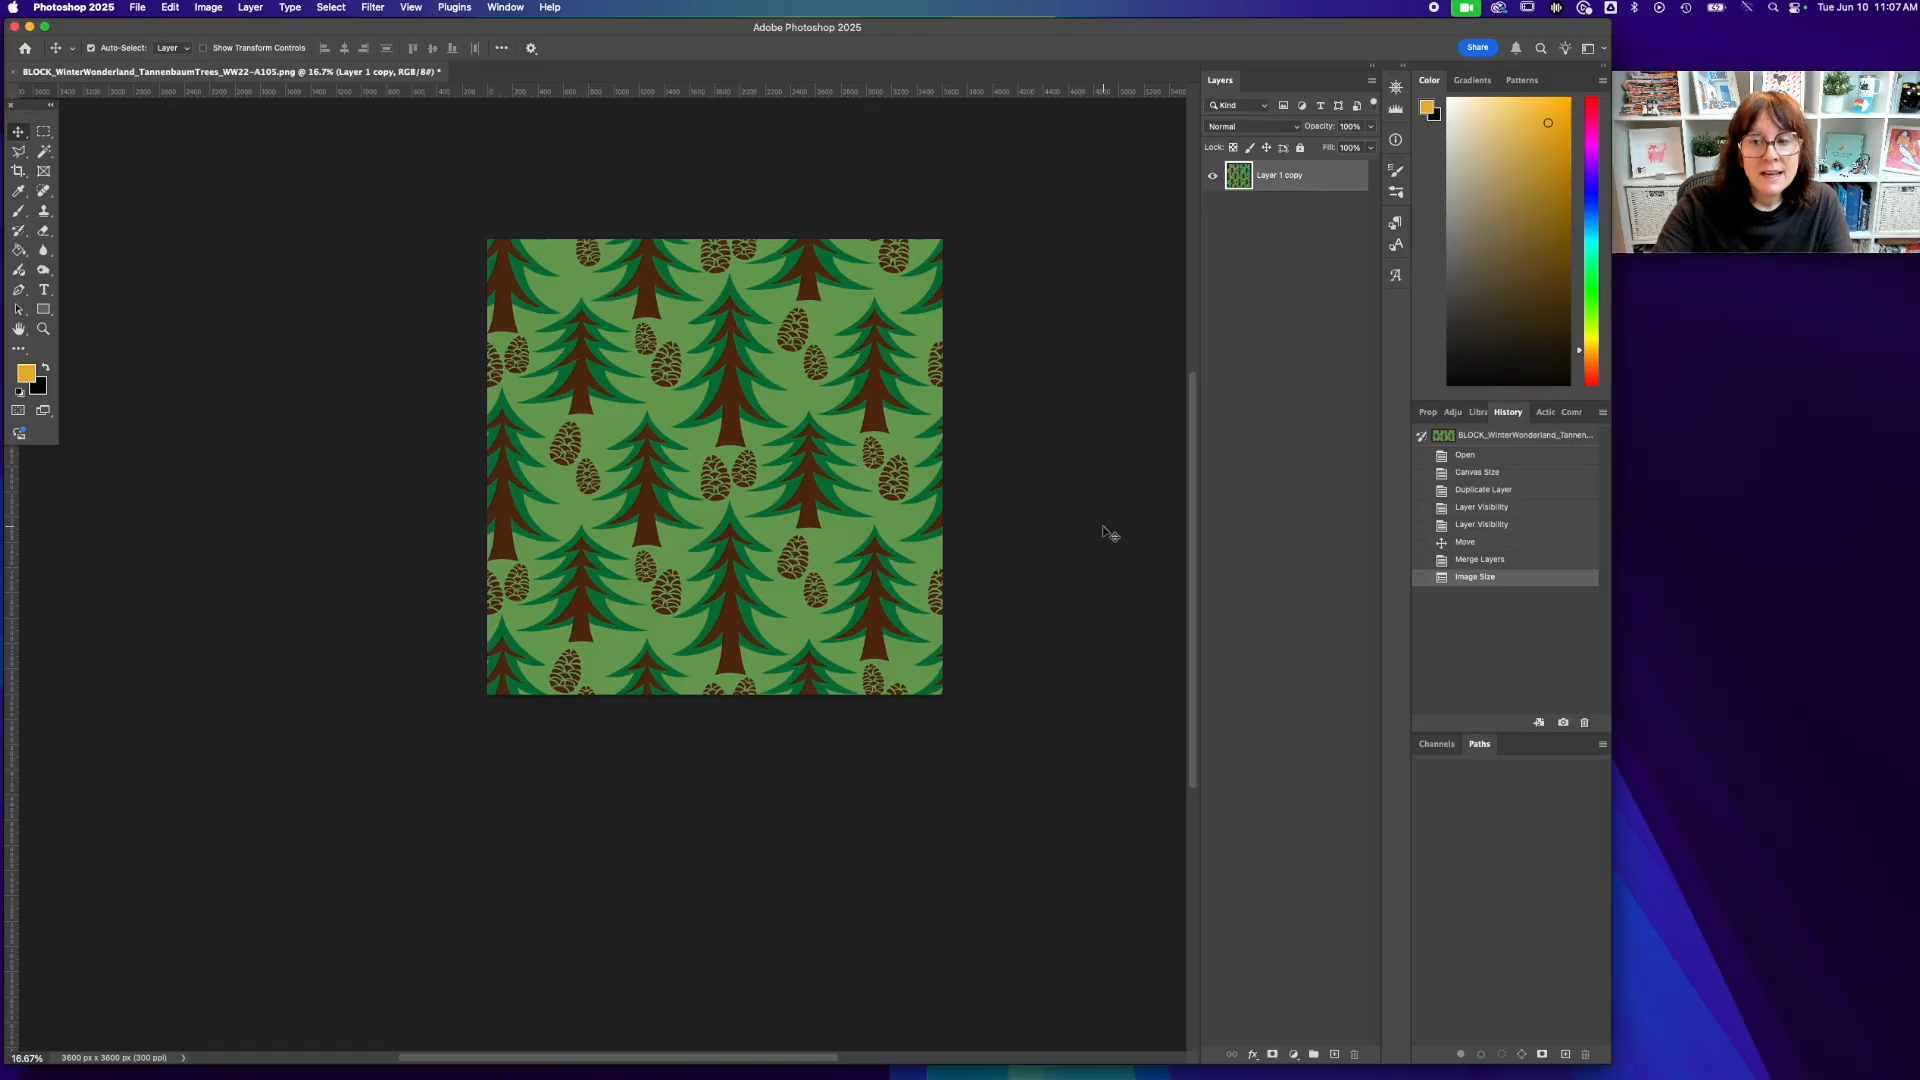 Photoshop 2025 File Edit Image Layer Type Select Filter View Plugins Window Help
Tue Jun 10 11:07 AM
Adobe Photoshop 2025
Auto-Select: Layer Show Transform Controls
Share
BLOCK_WinterWonderland_TannenbaumTrees_WW22-A105.png @ 16.7% (Layer 1 copy, RGB/8#) *
Layers
Kind
Normal Opacity: 100%
Lock: Fill: 100%
Layer 1 copy
Color Gradients Patterns
Prop Adju Libra History Actic Comr
BLOCK_WinterWonderland_Tannen...
Open
Canvas Size
Duplicate Layer
Layer Visibility
Layer Visibility
Move
Merge Layers
Image Size
Channels Paths
16.67% 3600 px x 3600 px (300 ppi)